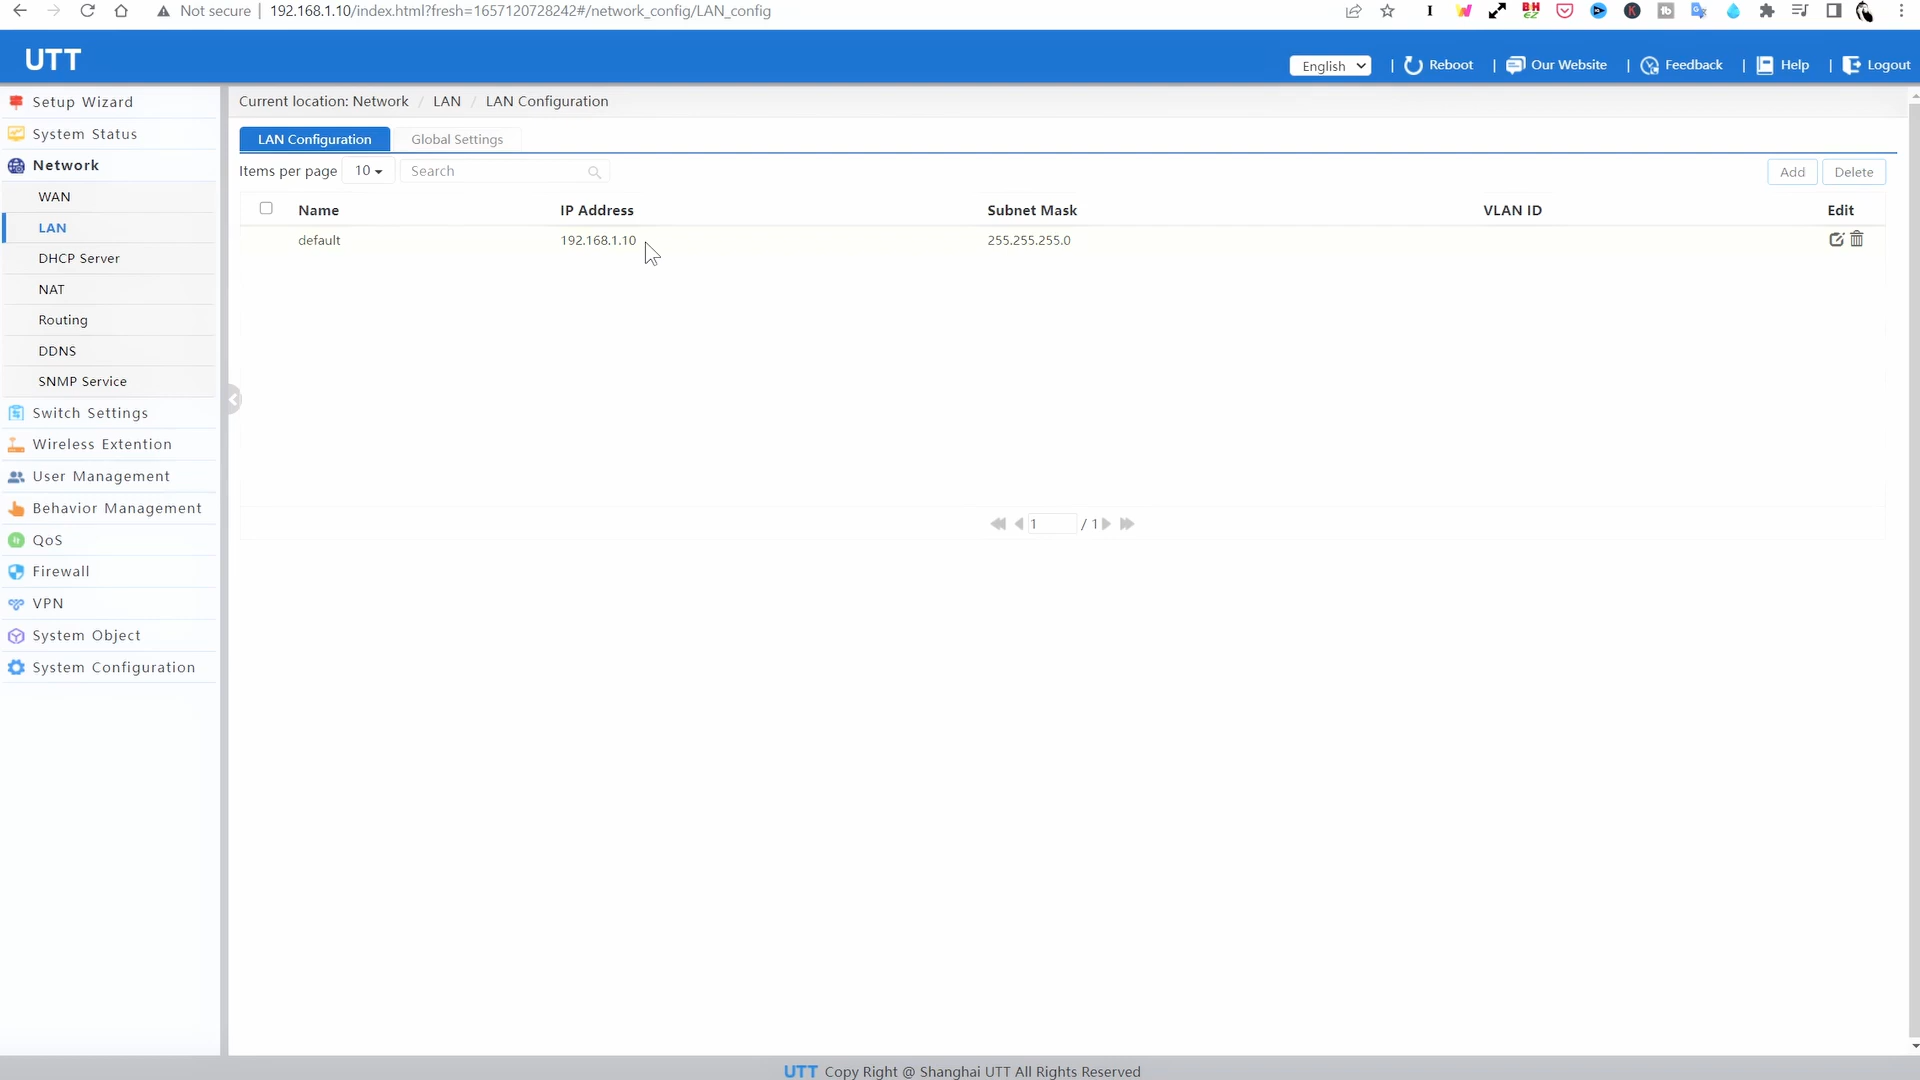 Not secure | 192.168.1.10/index.html?fresh=1657120728242#/network_config/LAN_config
UTT
English | Reboot | Our Website | Feedback | Help | Logout
Setup Wizard
System Status
Network
WAN
LAN
DHCP Server
NAT
Routing
DDNS
SNMP Service
Switch Settings
Wireless Extention
User Management
Behavior Management
QoS
Firewall
VPN
System Object
System Configuration
Current location: Network / LAN / LAN Configuration
LAN Configuration Global Settings
Items per page 10 Search Add Delete
Name IP Address Subnet Mask VLAN ID Edit
default 192.168.1.10 255.255.255.0
1 / 1
UTT Copy Right @ Shanghai UTT All Rights Reserved